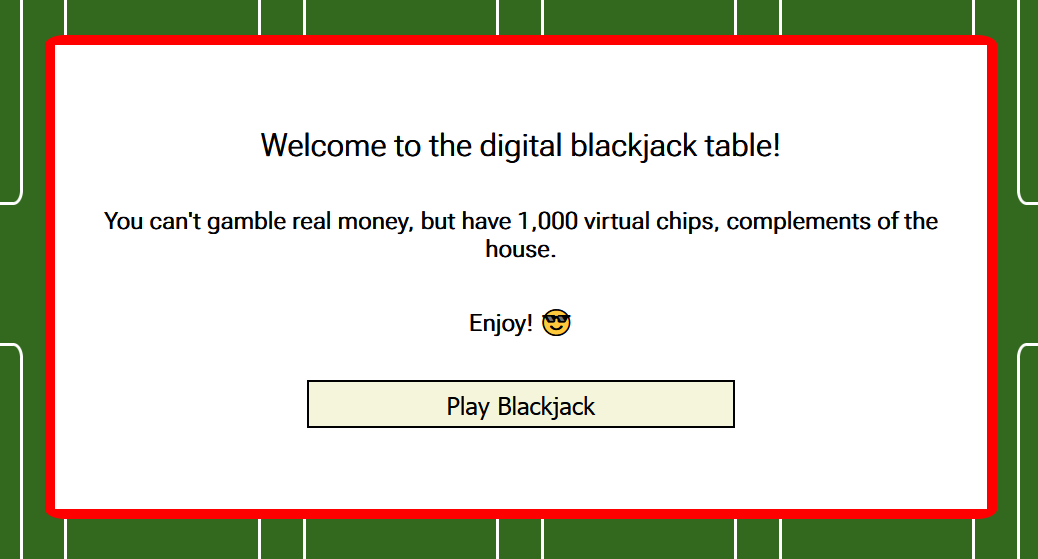 Welcome to the digital blackjack table!
You can't gamble real money, but have 1,000 virtual chips, complements of the
house.
Enjoy! 😎
Play Blackjack